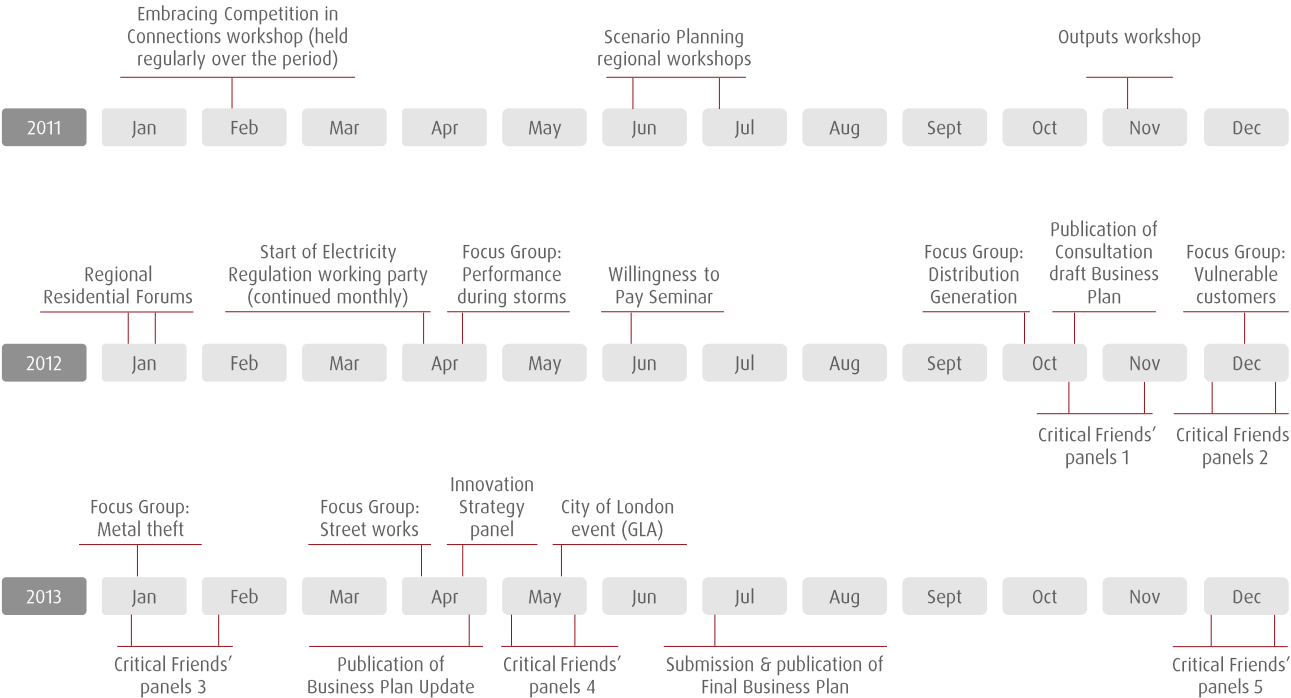 Embracing Competition in
Connections workshop (held
regularly over the period)
Scenario Planning
regional workshops
Outputs workshop
2011
Jan
Feb
Mar
Apr
May
Jun
Jul
Aug
Sept
Oct
Nov
Dec
Regional
Residential Forums
Start of Electricity
Regulation working party
(continued monthly)
Focus Group:
Performance
during storms
Willingness to
Pay Seminar
Focus Group:
Distribution
Generation
Publication of
Consultation
draft Business
Plan
Focus Group:
Vulnerable
customers
2012
Jan
Feb
Mar
Apr
May
Jun
Jul
Aug
Sept
Oct
Nov
Dec
Critical Friends’
panels 1
Critical Friends
panels 2
Focus Group:
Metal theft
Focus Group:
Street works
Innovation
Strategy
panel
City of London
event (GLA)
2013
Jan
Feb
Mar
Apr
May
Jun
Jul
Aug
Sept
Oct
Nov
Dec
Critical Friends’
panels 3
Publication of
Business Plan Update
Critical Friends’
panels 4
Submission & publication of
Final Business Plan
Critical Friends’
panels 5